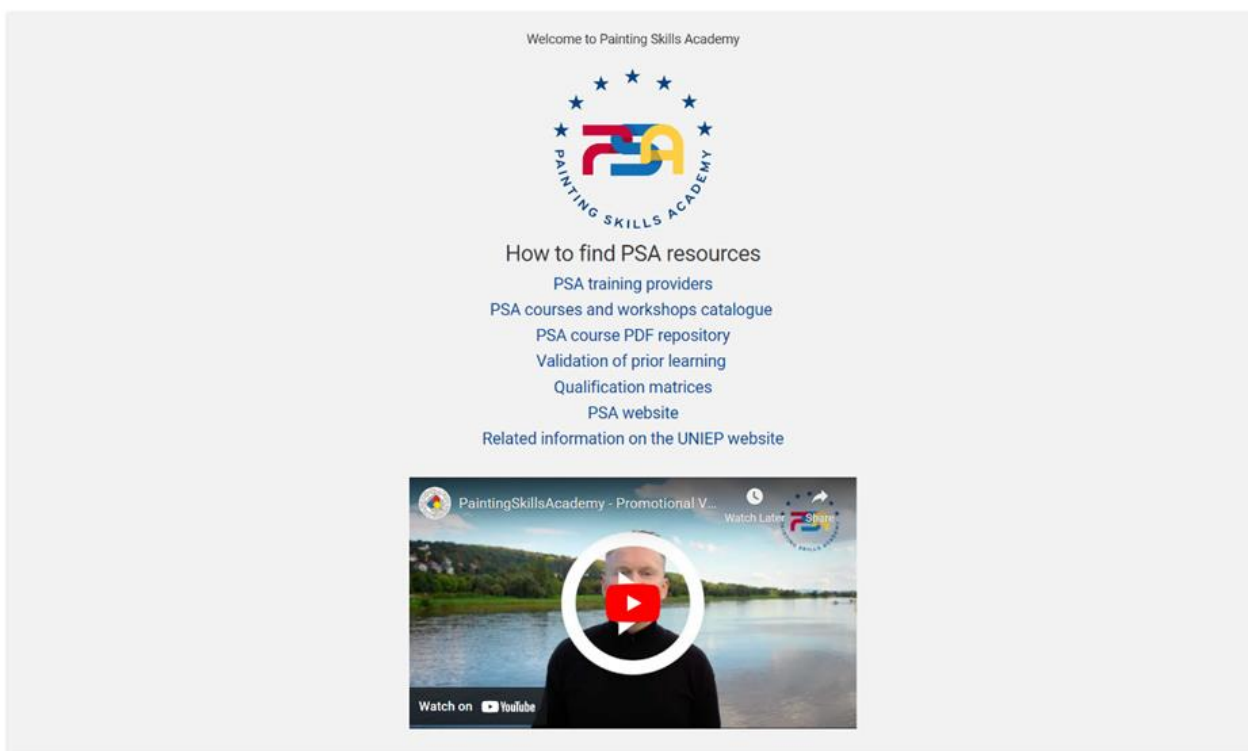 Welcome to Painting Skills Academy
PSA
PAINTING SKILLS ACADEMY
How to find PSA resources
PSA training providers
PSA courses and workshops catalogue
PSA course PDF repository
Validation of prior learning
Qualification matrices
PSA website
Related information on the UNIEP website
PaintingSkillsAcademy - Promotional V...
Watch Later
Share
PSA
Watch on YouTube